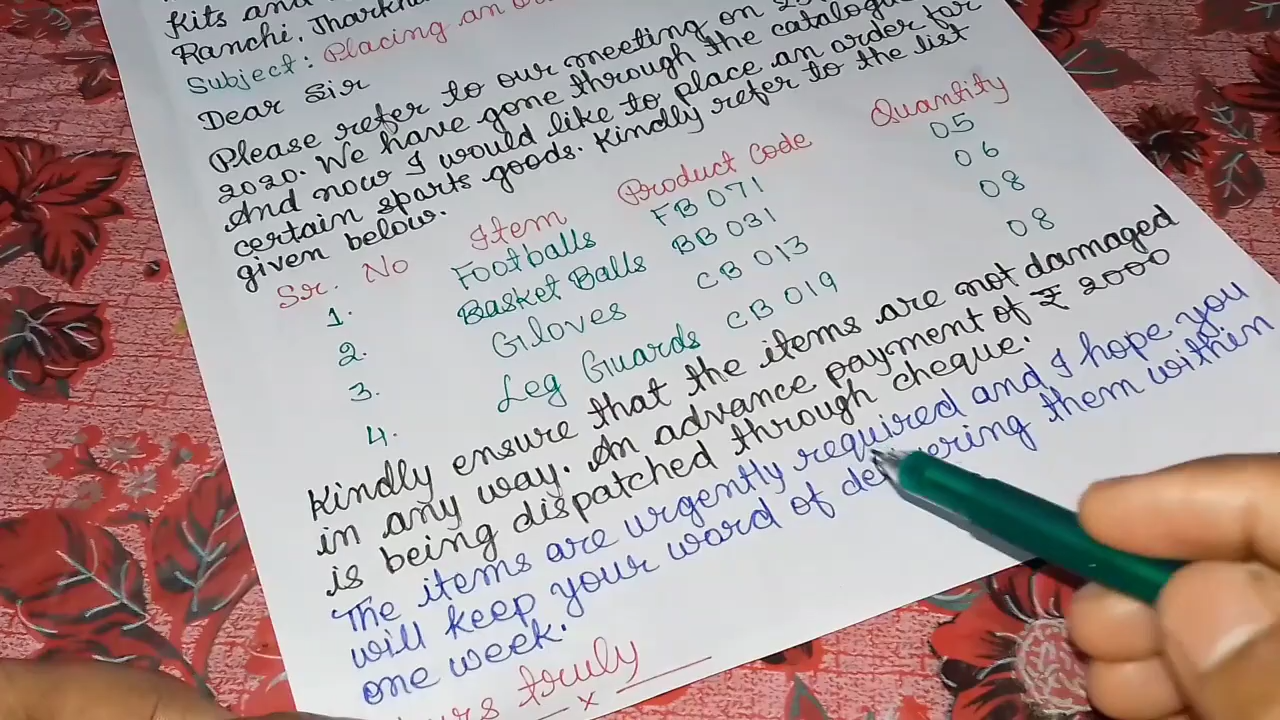 Kits and
Ranchi, Jharkh
Subject: Placing an
Dear Sir
Please refer to our meeting on
2020. We have gone through the catalogue
And now I would like to place an order for
certain sparts goods. Kindly refer to the list
given below.
Sr. No Item Product Code Quantity
1. Footballs FB 071 05
2. Basket Balls BB 031 06
3. Gloves CB 013 08
4. Leg Guards CB 019 08
Kindly ensure that the items are not damaged
in any way. An advance payment of ₹ 2000
is being dispatched through cheque.
The items are urgently required and I hope you
will keep your word of delivering them within
one week.
truly
x